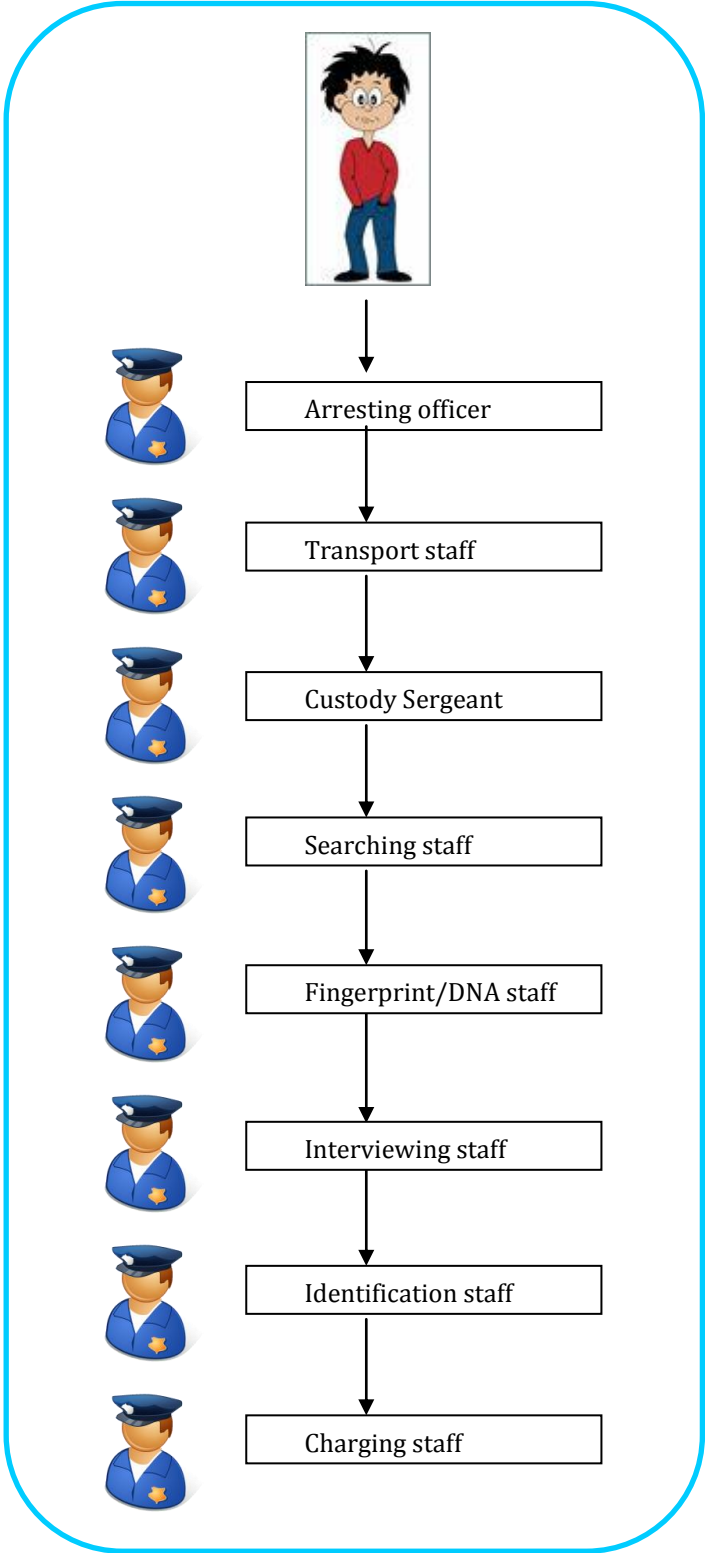 Arresting officer
Transport staff
Custody Sergeant
Searching staff
Fingerprint/DNA staff
Interviewing staff
Identification staff
Charging staff